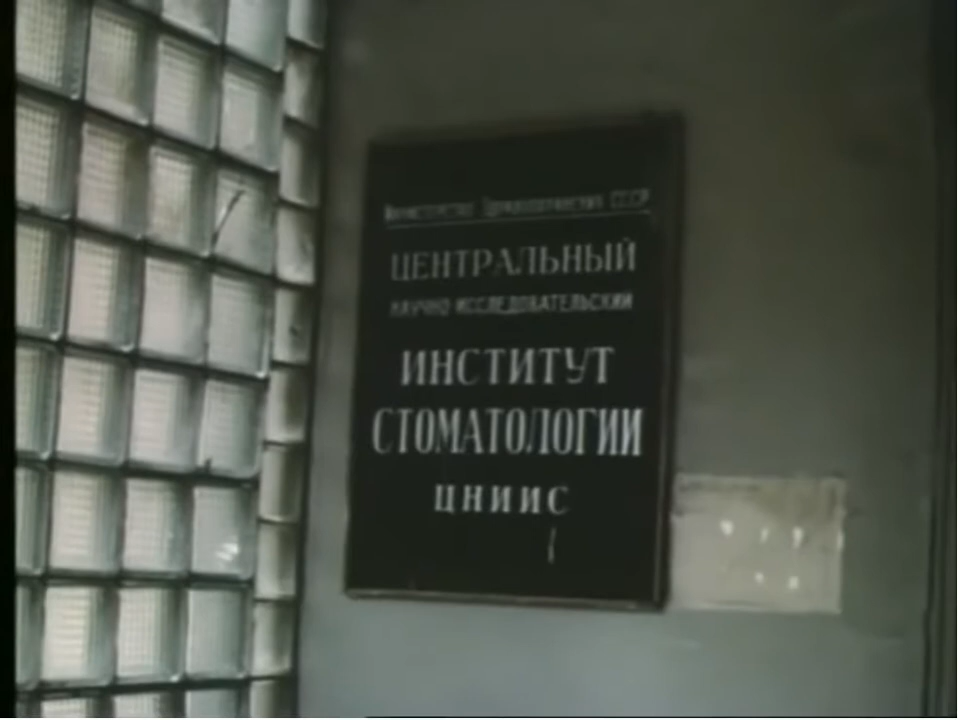 Министерство Здравоохранения СССР
ЦЕНТРАЛЬНЫЙ
НАУЧНО-ИССЛЕДОВАТЕЛЬСКИЙ
ИНСТИТУТ
СТОМАТОЛОГИИ
ЦНИИС